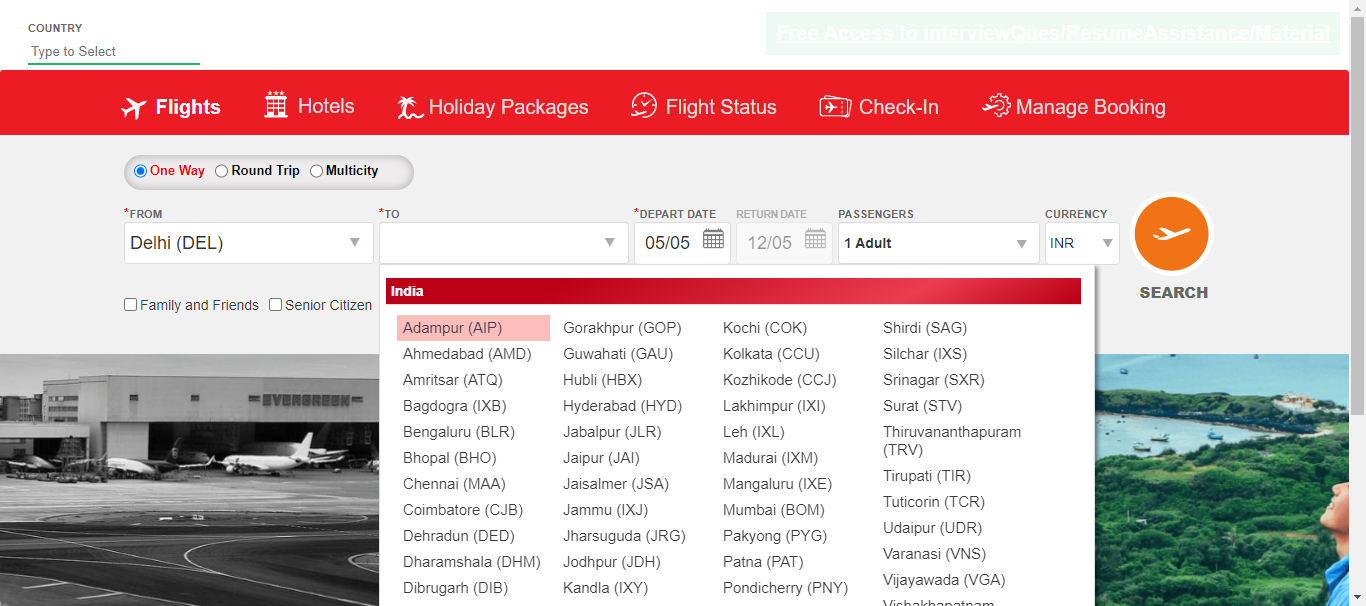 COUNTRY
Type to Select
Free Access to InterviewQues/ResumeAssistance/Material
Flights
Hotels
Holiday Packages
Flight Status
Check-In
Manage Booking
One Way
Round Trip
Multicity
*FROM
*TO
*DEPART DATE
RETURN DATE
PASSENGERS
CURRENCY
Delhi (DEL)
05/05
12/05
1 Adult
INR
SEARCH
Family and Friends
Senior Citizen
India
Adampur (AIP)
Ahmedabad (AMD)
Amritsar (ATQ)
Bagdogra (IXB)
Bengaluru (BLR)
Bhopal (BHO)
Chennai (MAA)
Coimbatore (CJB)
Dehradun (DED)
Dharamshala (DHM)
Dibrugarh (DIB)
Gorakhpur (GOP)
Guwahati (GAU)
Hubli (HBX)
Hyderabad (HYD)
Jabalpur (JLR)
Jaipur (JAI)
Jaisalmer (JSA)
Jammu (IXJ)
Jharsuguda (JRG)
Jodhpur (JDH)
Kandla (IXY)
Kochi (COK)
Kolkata (CCU)
Kozhikode (CCJ)
Lakhimpur (IXI)
Leh (IXL)
Madurai (IXM)
Mangaluru (IXE)
Mumbai (BOM)
Pakyong (PYG)
Patna (PAT)
Pondicherry (PNY)
Shirdi (SAG)
Silchar (IXS)
Srinagar (SXR)
Surat (STV)
Thiruvananthapuram
(TRV)
Tirupati (TIR)
Tuticorin (TCR)
Udaipur (UDR)
Varanasi (VNS)
Vijayawada (VGA)
Vishakhapatnam
EVERGREEN